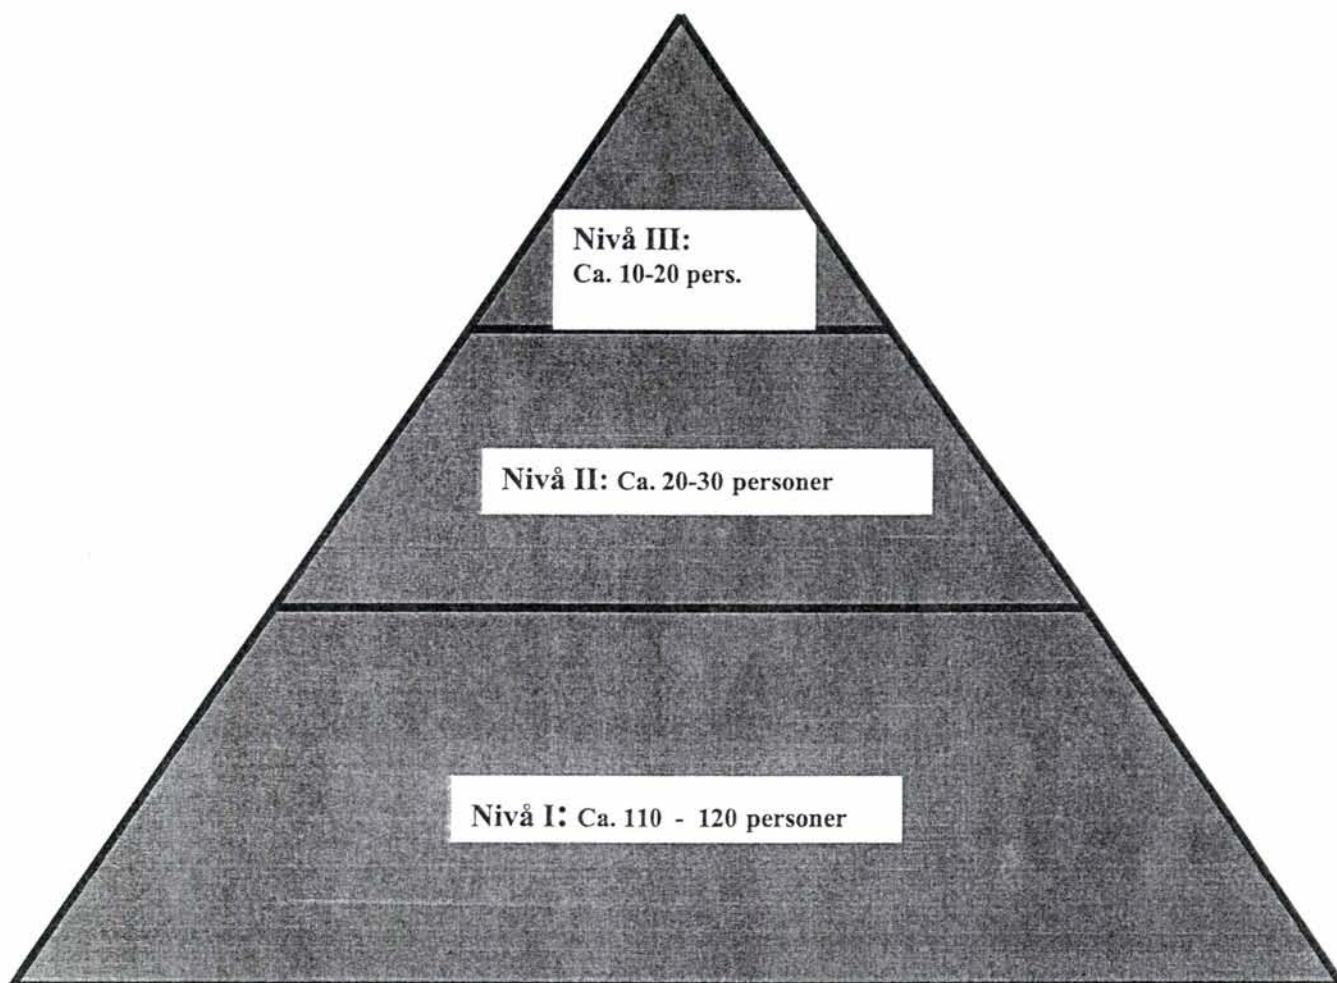 Nivå III:
Ca. 10-20 pers.
Nivå II: Ca. 20-30 personer
Nivå I: Ca. 110 - 120 personer